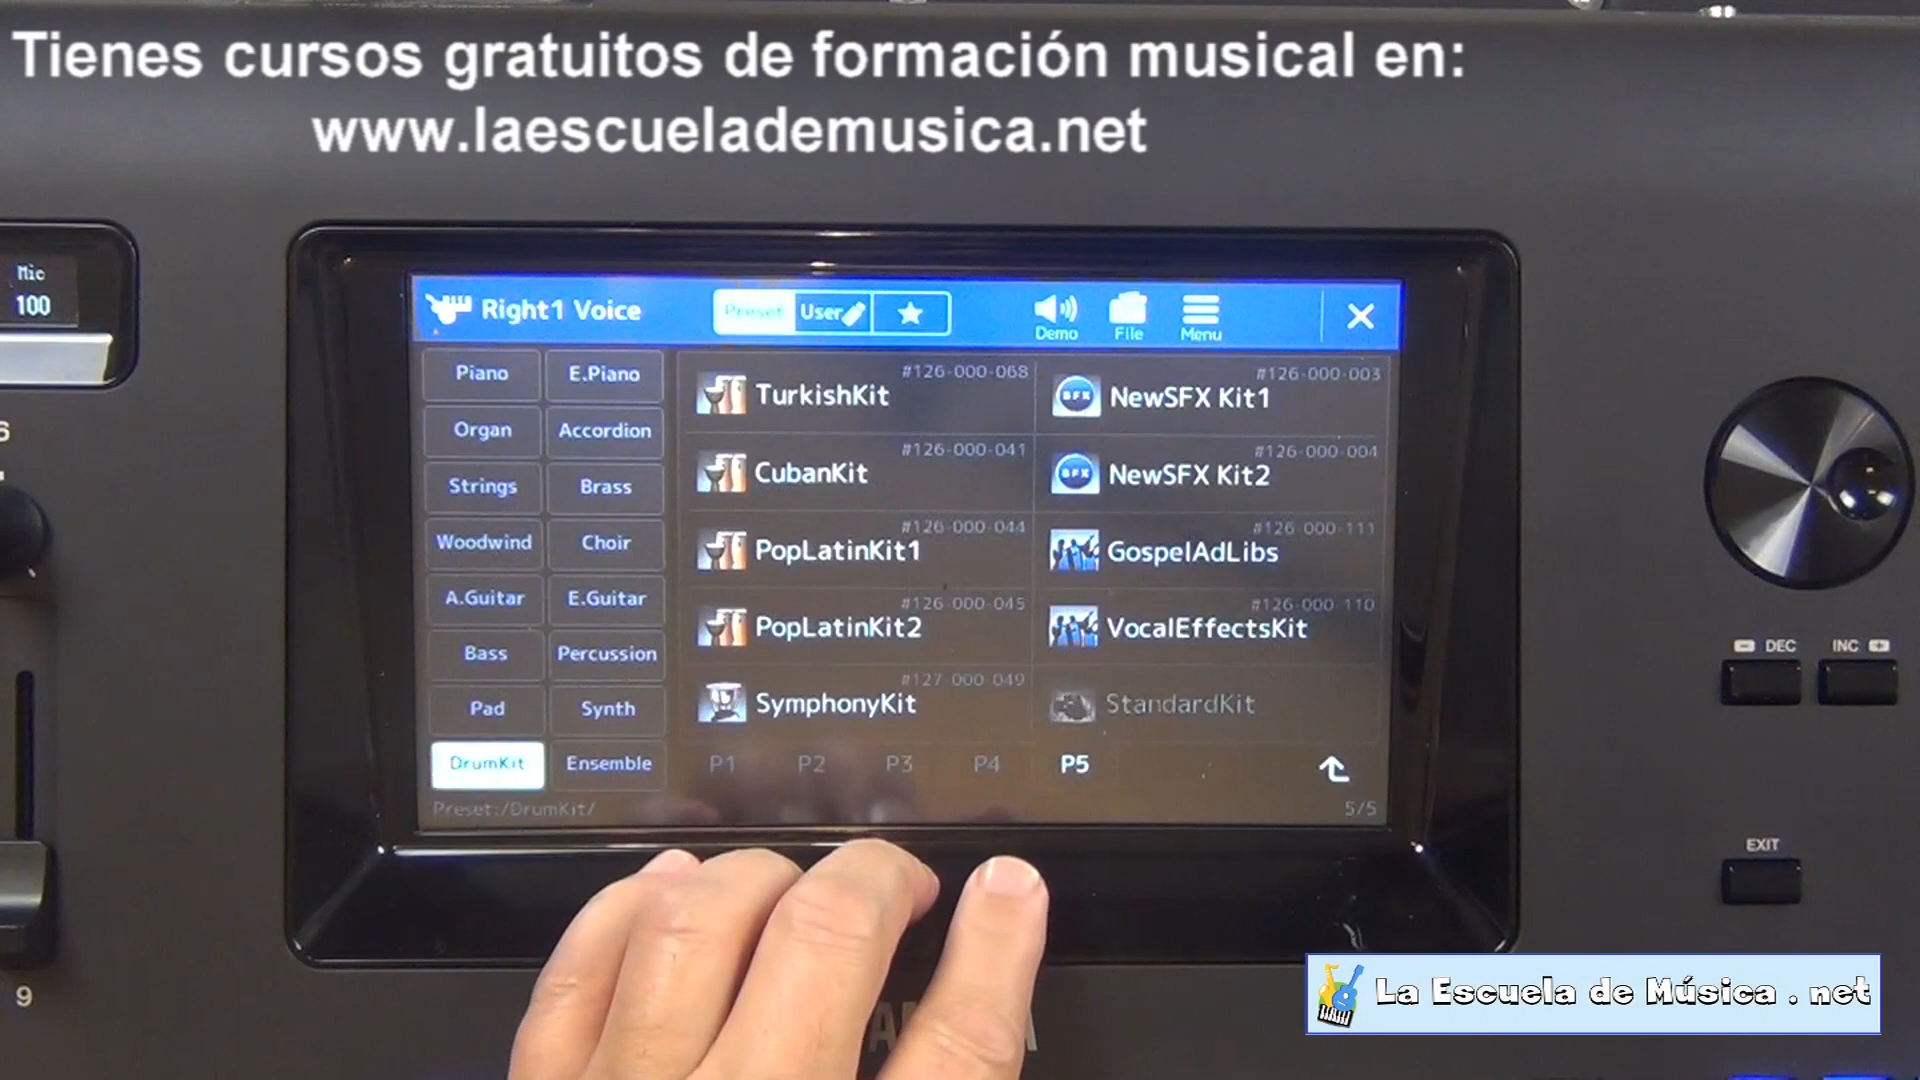 Tienes cursos gratuitos de formación musical en:
www.laescuelademusica.net
Mic
100
6
9
Right1 Voice
Preset
User
Demo
File
Menu
Piano
E.Piano
Organ
Accordion
Strings
Brass
Woodwind
Choir
A.Guitar
E.Guitar
Bass
Percussion
Pad
Synth
DrumKit
Ensemble
#126-000-068
TurkishKit
#126-000-003
SFX
NewSFX Kit1
#126-000-041
CubanKit
#126-000-004
SFX
NewSFX Kit2
#126-000-044
PopLatinKit1
#126-000-111
GospelAdLibs
#126-000-045
PopLatinKit2
#126-000-110
VocalEffectsKit
#127-000-049
SymphonyKit
StandardKit
P1 P2 P3 P4 P5
Preset:/DrumKit/
5/5
- DEC
INC +
EXIT
La Escuela de Música . net